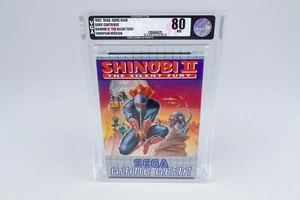 SEGA GAME GEAR
GAME CARTRIDGE
SHINOBI II: THE SILENT FURY
EUROPEAN VERSION
80
NM
SHINOBI II
THE SILENT FURY
SEGA
GAME GEAR